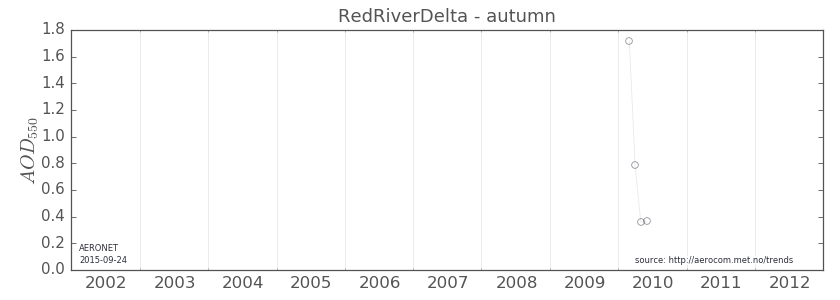 RedRiverDelta - autumn
1.8
1.6
1.4
1.2
1.0
0.8
0.6
0.4
0.2
0.0
AOD550
AERONET
2015-09-24
source: http://aerocom.met.no/trends
2002 2003 2004 2005 2006 2007 2008 2009 2010 2011 2012